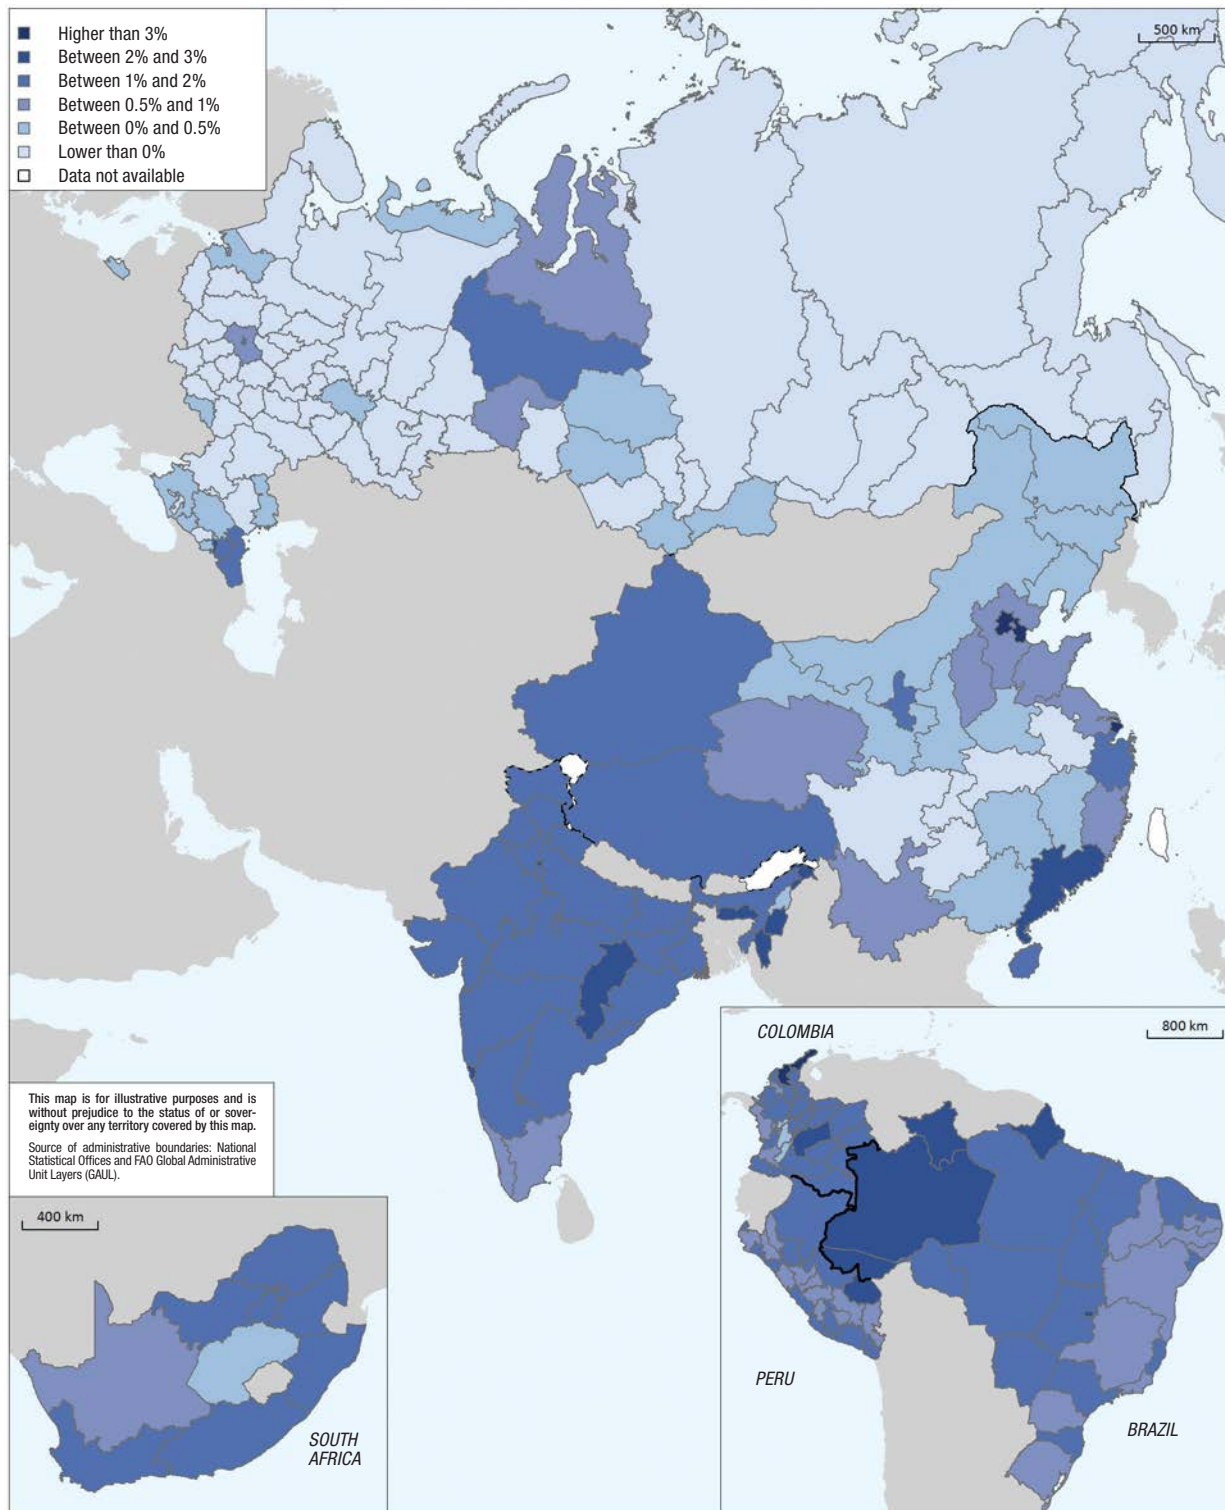 Higher than 3%
Between 2% and 3%
Between 1% and 2%
Between 0.5% and 1%
Between 0% and 0.5%
Lower than 0%
Data not available
500 km
This map is for illustrative purposes and is
without prejudice to the status of or sover-
eignty over any territory covered by this map.
Source of administrative boundaries: National
Statistical Offices and FAO Global Administrative
Unit Layers (GAUL).
400 km
SOUTH
AFRICA
COLOMBIA
800 km
PERU
BRAZIL